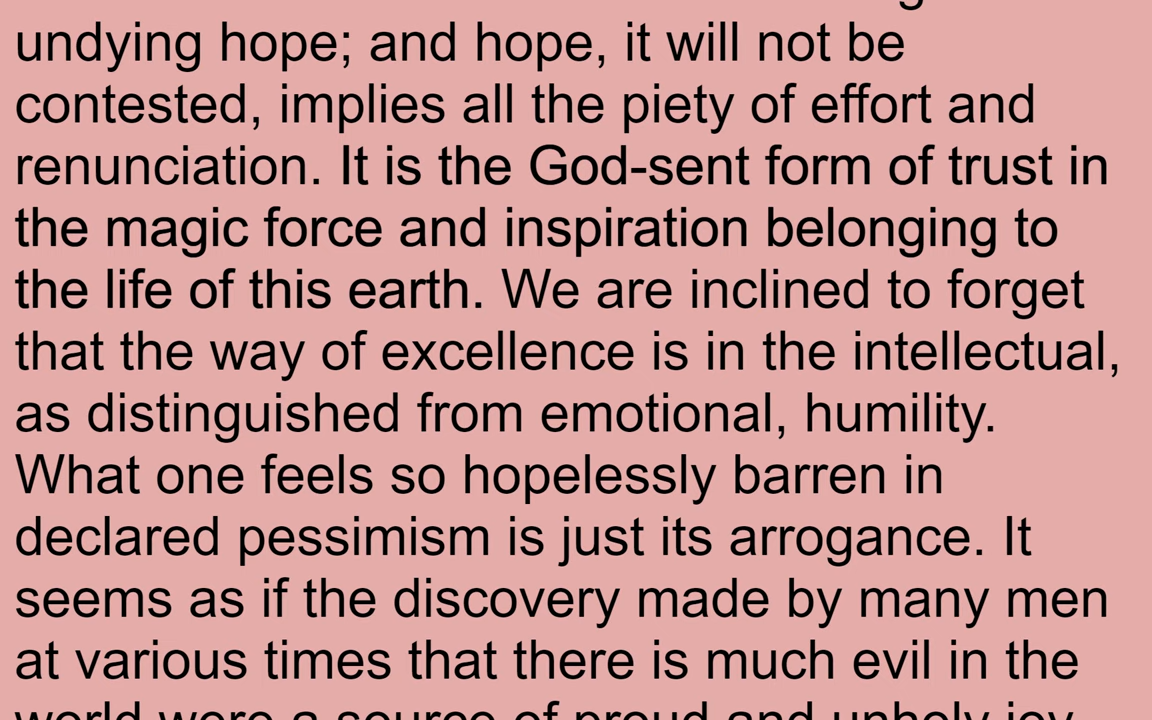 undying hope; and hope, it will not be
contested, implies all the piety of effort and
renunciation. It is the God-sent form of trust in
the magic force and inspiration belonging to
the life of this earth. We are inclined to forget
that the way of excellence is in the intellectual,
as distinguished from emotional, humility.
What one feels so hopelessly barren in
declared pessimism is just its arrogance. It
seems as if the discovery made by many men
at various times that there is much evil in the
world were a source of proud and unholy joy